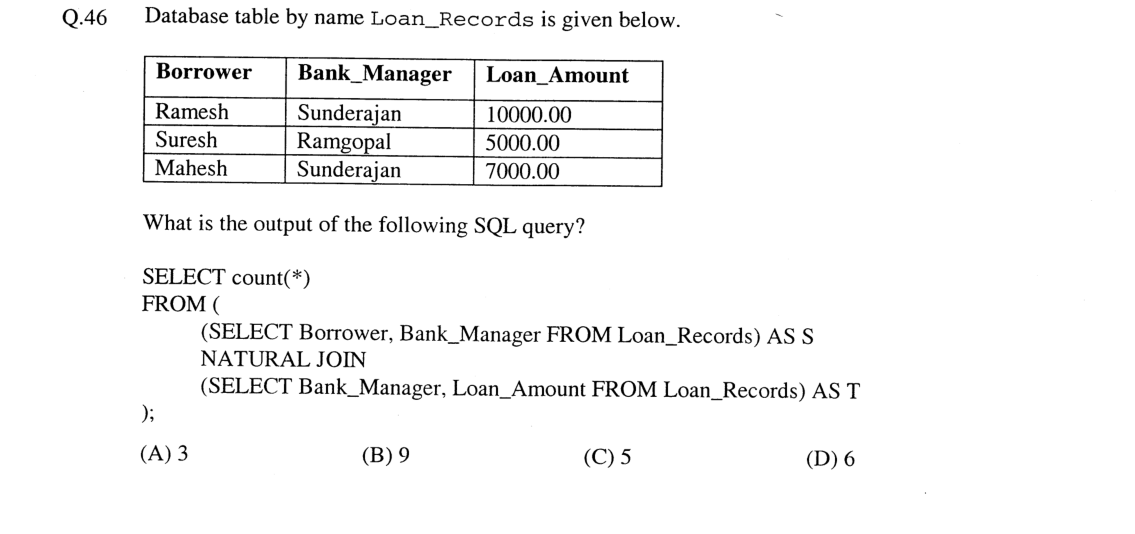 Q.46 Database table by name Loan_Records is given below.
Borrower Bank_Manager Loan_Amount
Ramesh Sunderajan 10000.00
Suresh Ramgopal 5000.00
Mahesh Sunderajan 7000.00
What is the output of the following SQL query?
SELECT count(*)
FROM (
(SELECT Borrower, Bank_Manager FROM Loan_Records) AS S
NATURAL JOIN
(SELECT Bank_Manager, Loan_Amount FROM Loan_Records) AS T
);
(A) 3 (B) 9 (C) 5 (D) 6